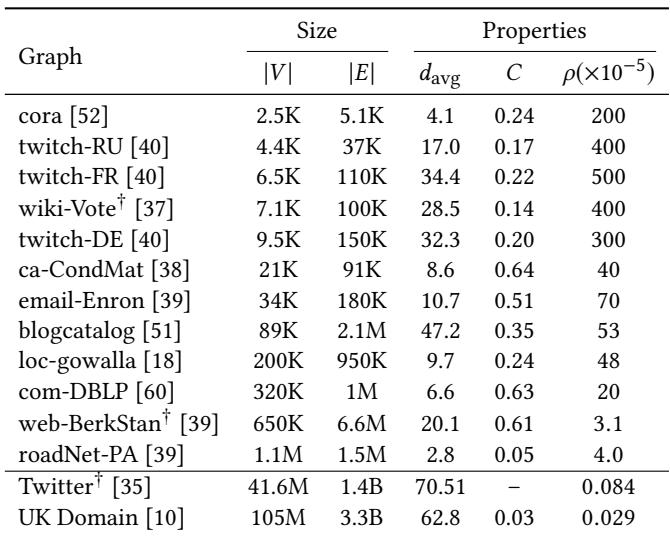 Graph Size Properties
|V| |E| d_avg C ρ(×10⁻⁵)
cora [52] 2.5K 5.1K 4.1 0.24 200
twitch-RU [40] 4.4K 37K 17.0 0.17 400
twitch-FR [40] 6.5K 110K 34.4 0.22 500
wiki-Vote† [37] 7.1K 100K 28.5 0.14 400
twitch-DE [40] 9.5K 150K 32.3 0.20 300
ca-CondMat [38] 21K 91K 8.6 0.64 40
email-Enron [39] 34K 180K 10.7 0.51 70
blogcatalog [51] 89K 2.1M 47.2 0.35 53
loc-gowalla [18] 200K 950K 9.7 0.24 48
com-DBLP [60] 320K 1M 6.6 0.63 20
web-BerkStan† [39] 650K 6.6M 20.1 0.61 3.1
roadNet-PA [39] 1.1M 1.5M 2.8 0.05 4.0
Twitter† [35] 41.6M 1.4B 70.51 – 0.084
UK Domain [10] 105M 3.3B 62.8 0.03 0.029